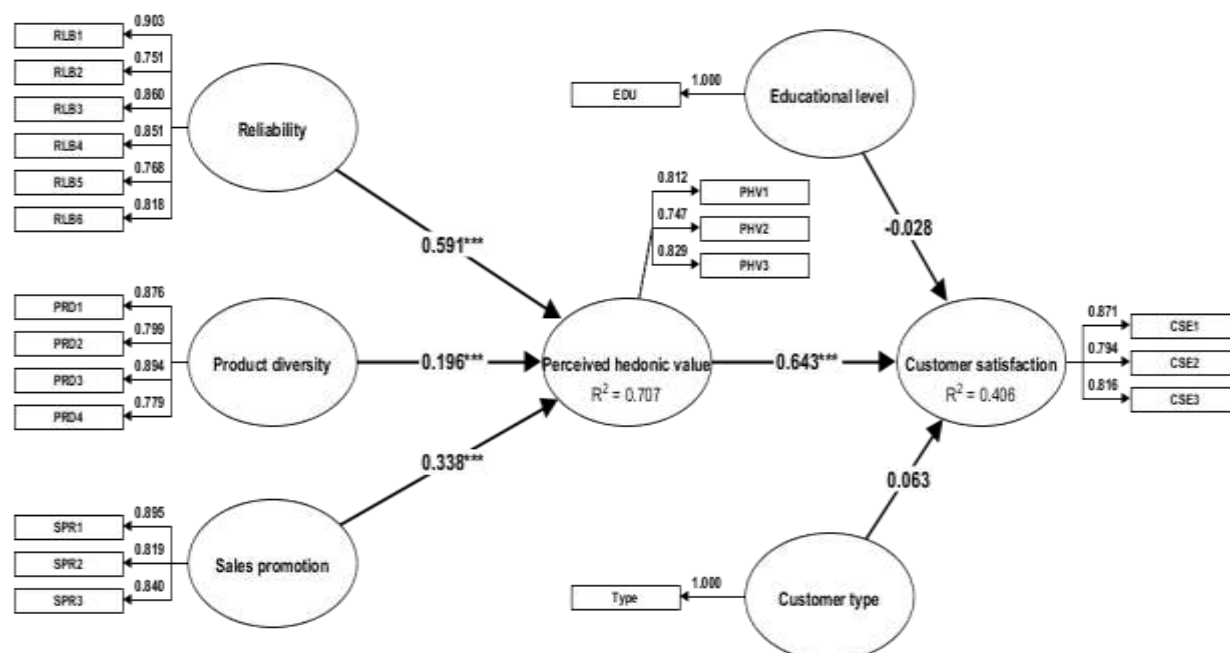 RLB1
0.903
RLB2
0.751
RLB3
0.860
RLB4
0.851
RLB5
0.768
RLB6
0.818
Reliability
0.591***
PRD1
0.876
PRD2
0.799
PRD3
0.894
PRD4
0.779
Product diversity
0.196***
SPR1
0.895
SPR2
0.819
SPR3
0.840
Sales promotion
0.338***
EDU
1.000
Educational level
-0.028
0.812
PHV1
0.747
PHV2
0.829
PHV3
Perceived hedonic value
R² = 0.707
0.643***
Customer satisfaction
R² = 0.406
0.871
CSE1
0.794
CSE2
0.816
CSE3
0.063
Type
1.000
Customer type